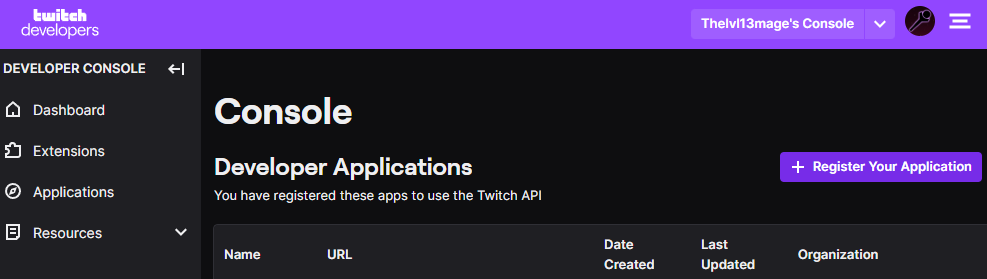 twitch
developers
Thelvl13mage's Console
DEVELOPER CONSOLE
Dashboard
Extensions
Applications
Resources
Console
Developer Applications
Register Your Application
You have registered these apps to use the Twitch API
Name
URL
Date Created
Last Updated
Organization